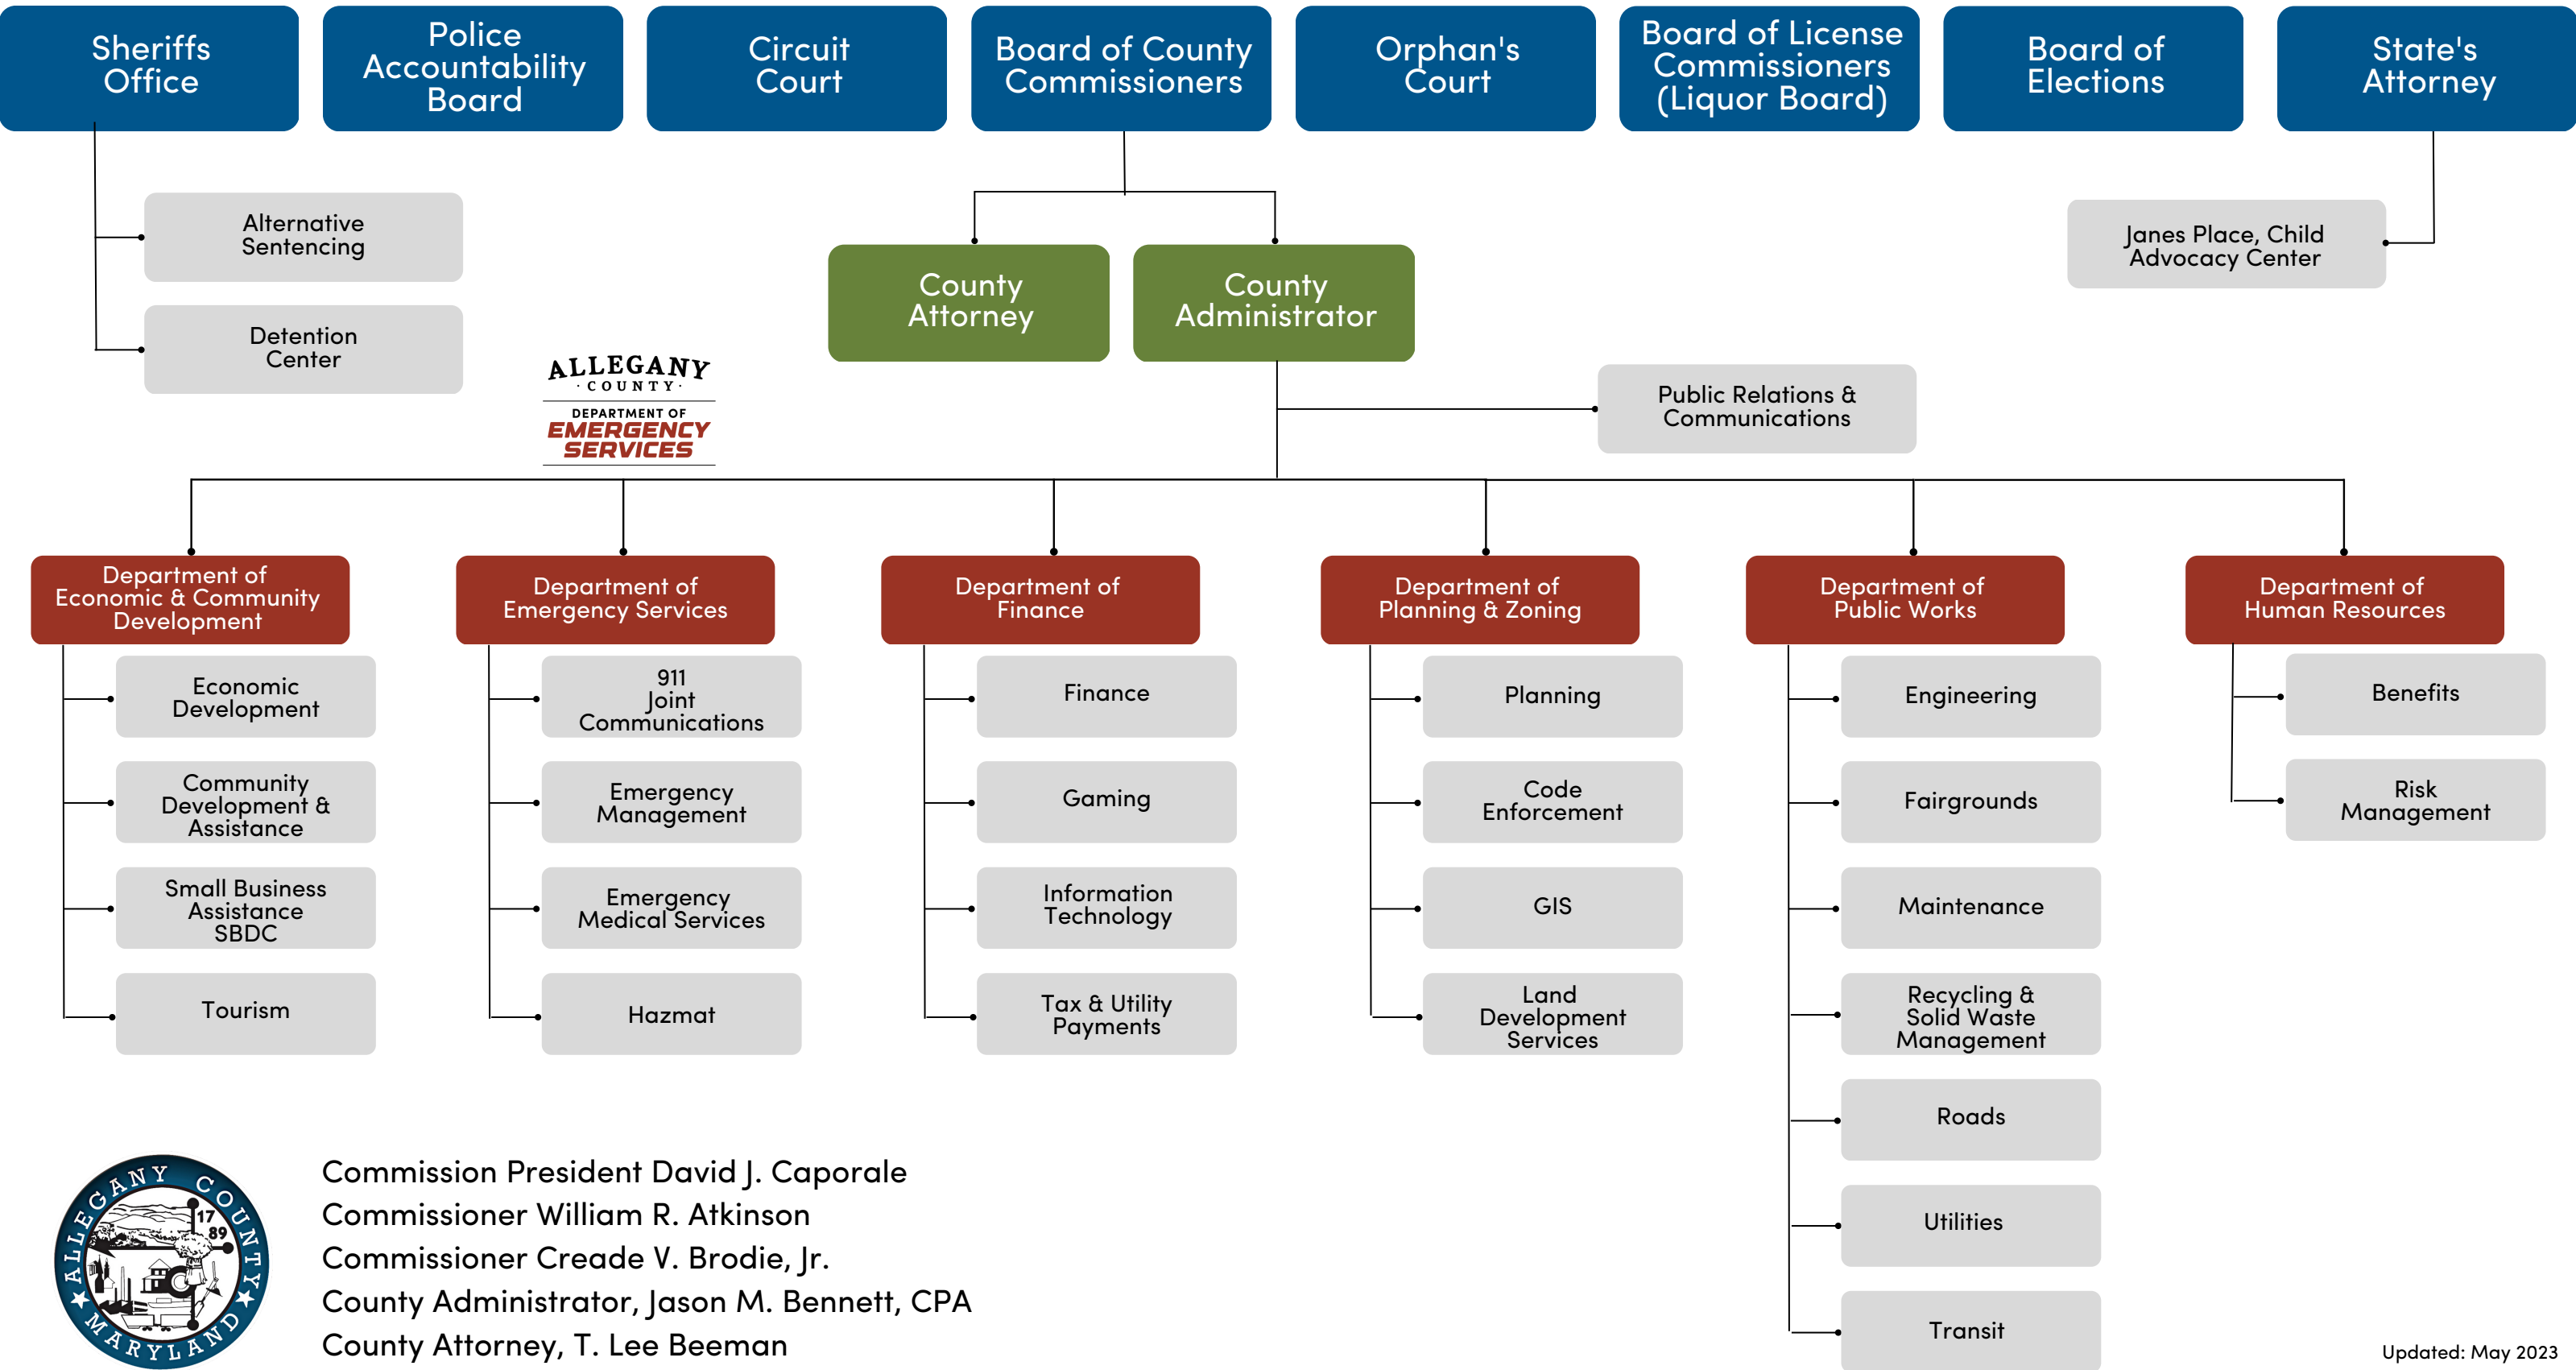 Sheriffs
Office
Police
Accountability
Board
Circuit
Court
Board of County
Commissioners
Orphan's
Court
Board of License
Commissioners
(Liquor Board)
Board of
Elections
State's
Attorney
Alternative
Sentencing
Detention
Center
County
Attorney
County
Administrator
Janes Place, Child
Advocacy Center
Public Relations &
Communications
ALLEGANY
· COUNTY ·
DEPARTMENT OF
EMERGENCY
SERVICES
Department of
Economic & Community
Development
Department of
Emergency Services
Department of
Finance
Department of
Planning & Zoning
Department of
Public Works
Department of
Human Resources
Economic
Development
Community
Development &
Assistance
Small Business
Assistance
SBDC
Tourism
911
Joint
Communications
Emergency
Management
Emergency
Medical Services
Hazmat
Finance
Gaming
Information
Technology
Tax & Utility
Payments
Planning
Code
Enforcement
GIS
Land
Development
Services
Engineering
Fairgrounds
Maintenance
Recycling &
Solid Waste
Management
Roads
Utilities
Transit
Benefits
Risk
Management
ALLEGANY COUNTY
MARYLAND
17
89
Commission President David J. Caporale
Commissioner William R. Atkinson
Commissioner Creade V. Brodie, Jr.
County Administrator, Jason M. Bennett, CPA
County Attorney, T. Lee Beeman
Updated: May 2023